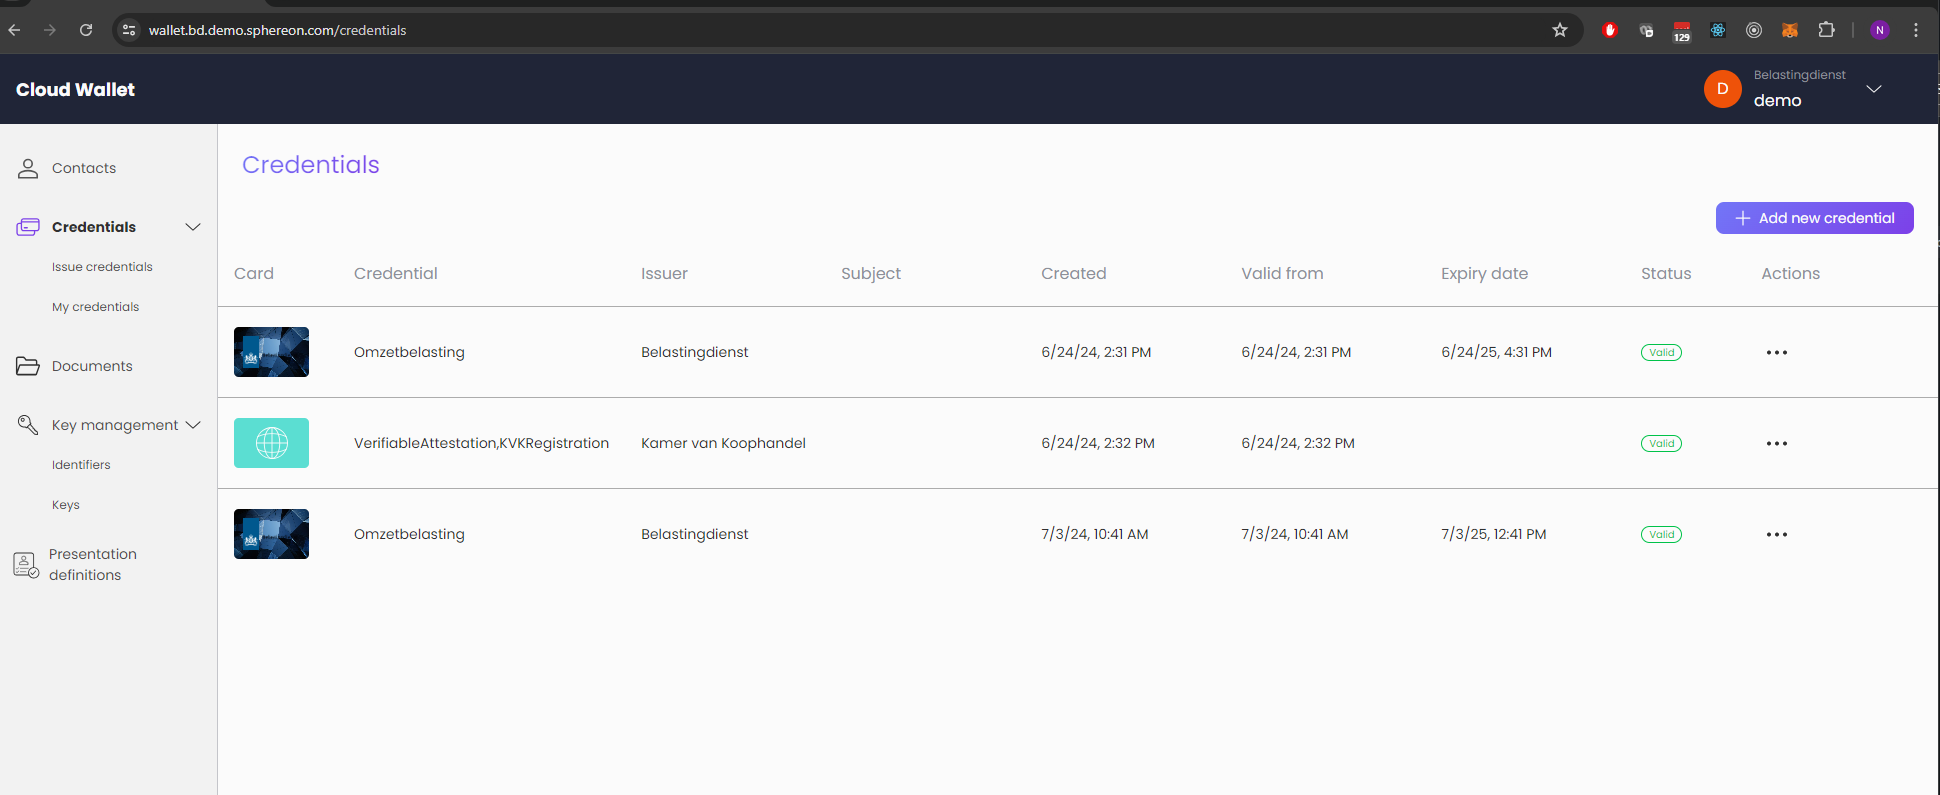 wallet.bd.demo.sphereon.com/credentials
129
N
Cloud Wallet
D
Belastingdienst
demo
Contacts
Credentials
Issue credentials
My credentials
Documents
Key management
Identifiers
Keys
Presentation
definitions
Credentials
Add new credential
Card Credential Issuer Subject Created Valid from Expiry date Status Actions
Omzetbelasting Belastingdienst 6/24/24, 2:31 PM 6/24/24, 2:31 PM 6/24/25, 4:31 PM Valid
VerifiableAttestation,KVKRegistration Kamer van Koophandel 6/24/24, 2:32 PM 6/24/24, 2:32 PM Valid
Omzetbelasting Belastingdienst 7/3/24, 10:41 AM 7/3/24, 10:41 AM 7/3/25, 12:41 PM Valid